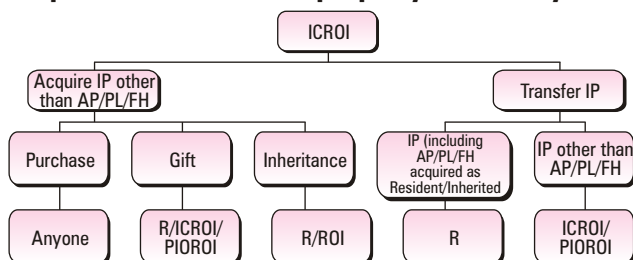 ICROI
Acquire IP other
than AP/PL/FH
Transfer IP
Purchase
Gift
Inheritance
IP (including
AP/PL/FH
acquired as
Resident/Inherited
IP other than
AP/PL/FH
Anyone
R/ICROI/
PIOROI
R/ROI
R
ICROI/
PIOROI